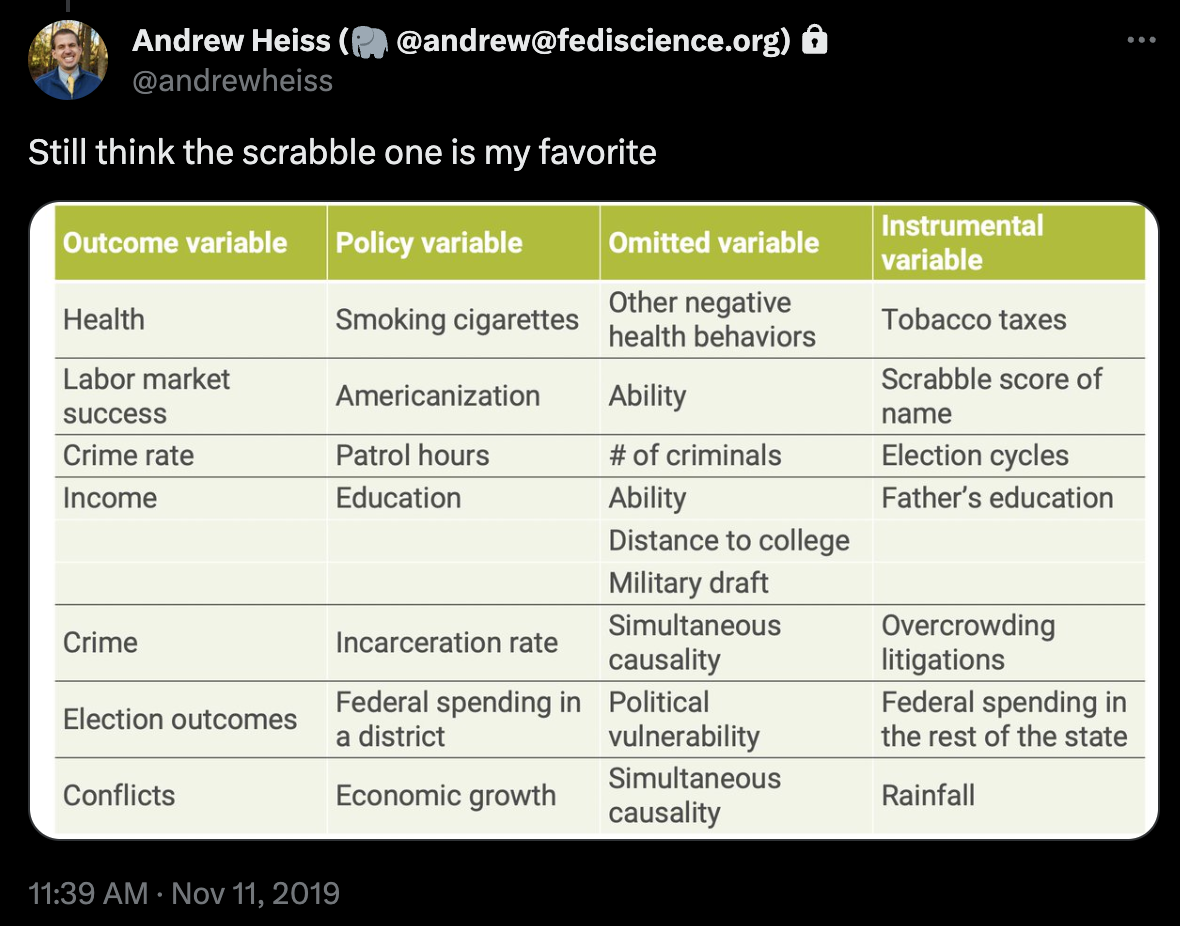 Andrew Heiss (🐘 @andrew@fediscience.org) 🔒
@andrewheiss
Still think the scrabble one is my favorite
Outcome variable
Policy variable
Omitted variable
Instrumental
variable
Health
Smoking cigarettes
Other negative
health behaviors
Tobacco taxes
Labor market
success
Americanization
Ability
Scrabble score of
name
Crime rate
Patrol hours
# of criminals
Election cycles
Income
Education
Ability
Father’s education
Distance to college
Military draft
Crime
Incarceration rate
Simultaneous
causality
Overcrowding
litigations
Election outcomes
Federal spending in
a district
Political
vulnerability
Federal spending in
the rest of the state
Conflicts
Economic growth
Simultaneous
causality
Rainfall
11:39 AM · Nov 11, 2019